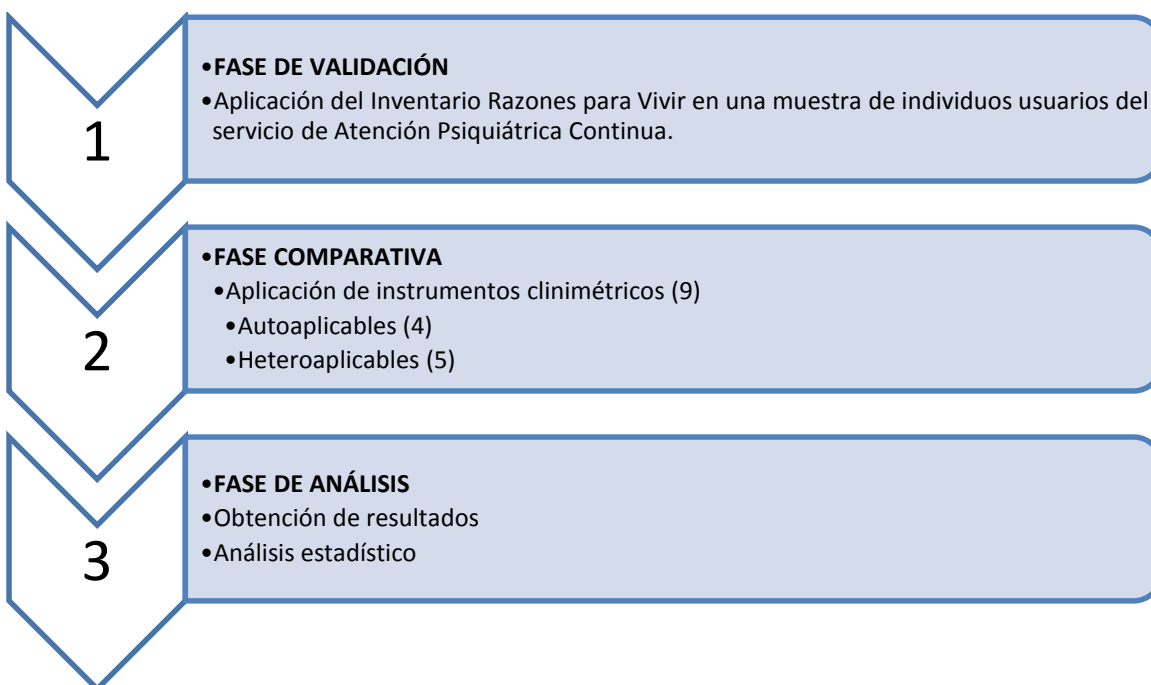 1
•FASE DE VALIDACIÓN
•Aplicación del Inventario Razones para Vivir en una muestra de individuos usuarios del
servicio de Atención Psiquiátrica Continua.
2
•FASE COMPARATIVA
•Aplicación de instrumentos clinimétricos (9)
•Autoaplicables (4)
•Heteroaplicables (5)
3
•FASE DE ANÁLISIS
•Obtención de resultados
•Análisis estadístico